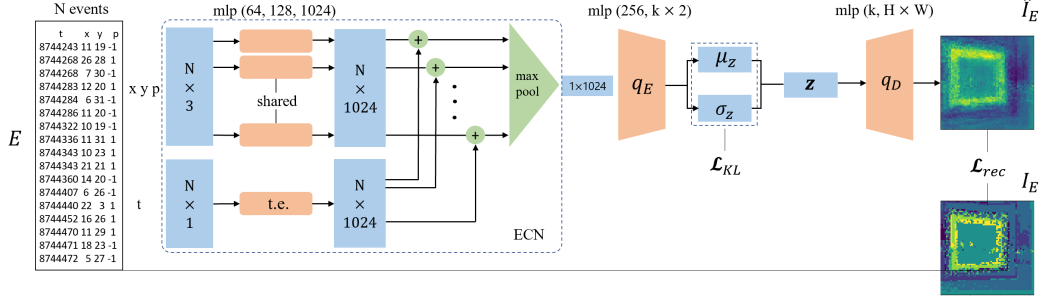 N events
mlp (64, 128, 1024)
mlp (256, k × 2)
mlp (k, H × W)
Î_E
t x y p
8744243 11 19 -1
8744268 26 28 1
8744268 7 30 -1
8744283 12 20 1
8744284 6 31 -1
8744286 11 20 -1
8744322 10 19 -1
8744336 11 31 1
8744343 10 23 1
8744343 21 21 1
8744360 14 20 -1
8744407 6 26 -1
8744440 22 3 1
8744452 16 26 1
8744470 11 29 1
8744471 18 23 -1
8744472 5 27 -1
E
x y p
t
N
×
3
shared
N
×
1024
+
+
+
max
pool
1×1024
q_E
μ_z
σ_z
z
q_D
N
×
1
t.e.
N
×
1024
ECN
ℒ_KL
ℒ_rec
I_E